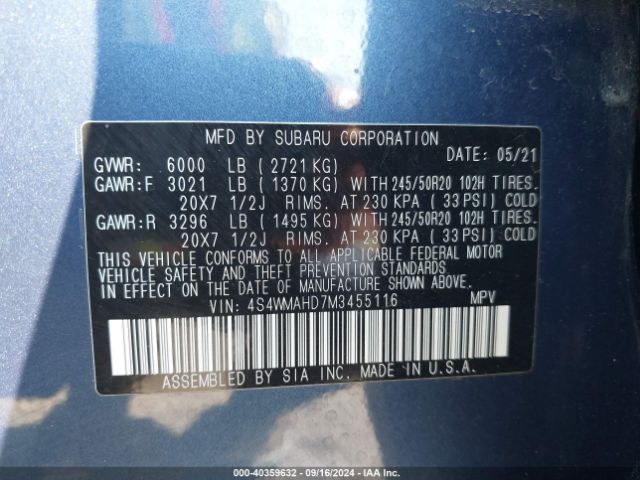 MFD BY SUBARU CORPORATION
DATE: 05/21
GVWR: 6000 LB ( 2721 KG)
GAWR:F 3021 LB ( 1370 KG) WITH 245/50R20 102H TIRES.
20X7 1/2J RIMS. AT 230 KPA ( 33 PSI) COLD
GAWR:R 3296 LB ( 1495 KG) WITH 245/50R20 102H TIRES.
20X7 1/2J RIMS. AT 230 KPA ( 33 PSI) COLD
THIS VEHICLE CONFORMS TO ALL APPLICABLE FEDERAL MOTOR
VEHICLE SAFETY AND THEFT PREVENTION STANDARDS
IN EFFECT ON THE DATE OF MANUFACTURE SHOWN ABOVE.
VIN: 4S4WMAHD7M3455116 MPV
ASSEMBLED BY SIA INC. MADE IN U.S.A.
000-40359632 - 09/16/2024 - IAA Inc.